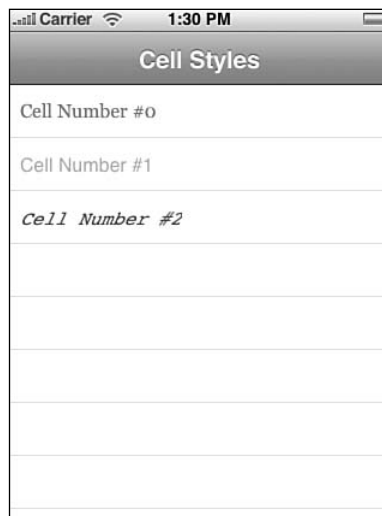 Carrier 1:30 PM
Cell Styles
Cell Number #0
Cell Number #1
Cell Number #2